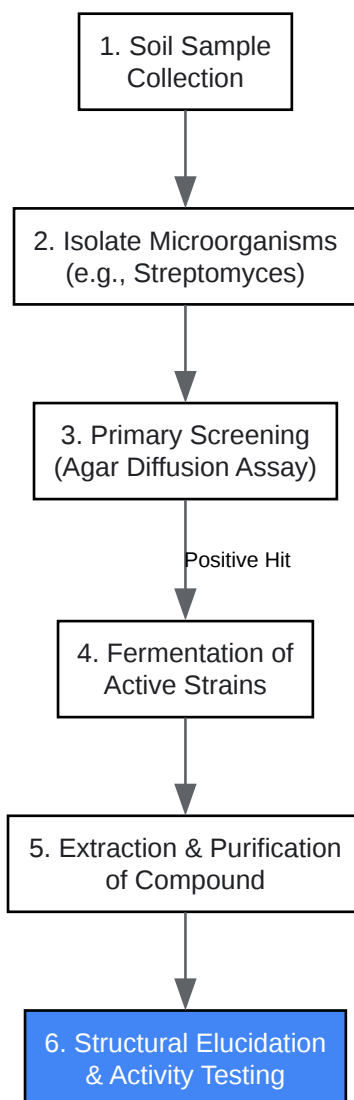 1. Soil Sample
Collection
2. Isolate Microorganisms
(e.g., Streptomyces)
3. Primary Screening
(Agar Diffusion Assay)
Positive Hit
4. Fermentation of
Active Strains
5. Extraction & Purification
of Compound
6. Structural Elucidation
& Activity Testing